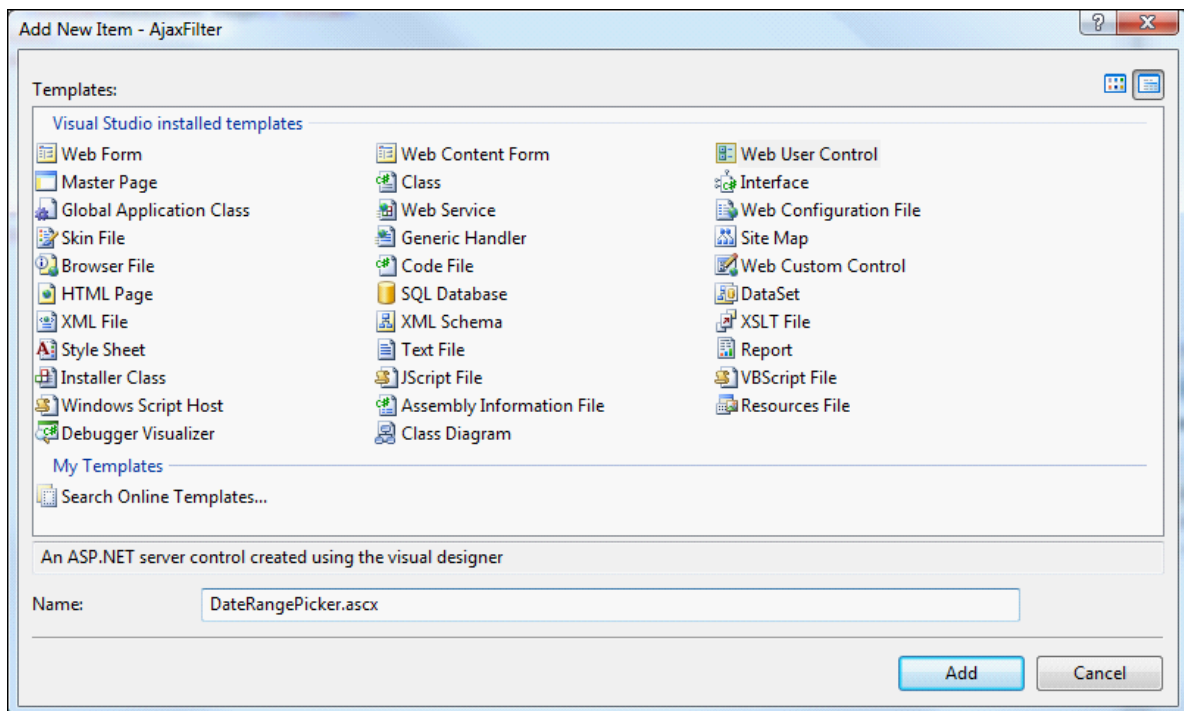 Add New Item - AjaxFilter
Templates:
Visual Studio installed templates
Web Form Web Content Form Web User Control
Master Page Class Interface
Global Application Class Web Service Web Configuration File
Skin File Generic Handler Site Map
Browser File Code File Web Custom Control
HTML Page SQL Database DataSet
XML File XML Schema XSLT File
Style Sheet Text File Report
Installer Class JScript File VBScript File
Windows Script Host Assembly Information File Resources File
Debugger Visualizer Class Diagram
My Templates
Search Online Templates...
An ASP.NET server control created using the visual designer
Name: DateRangePicker.ascx
Add Cancel